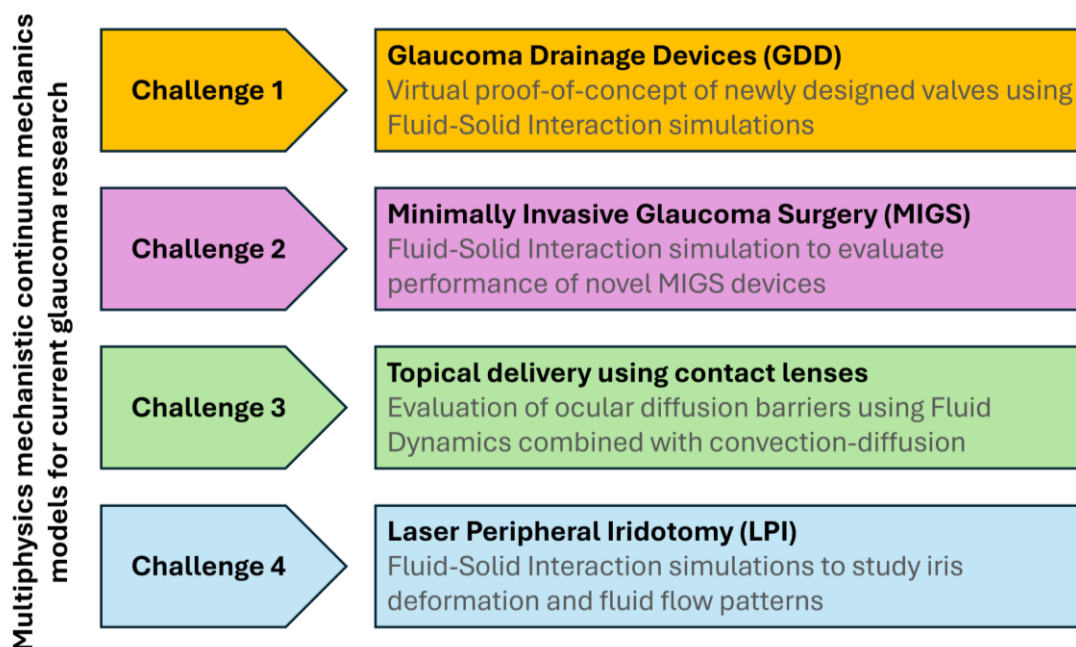 Multiphysics mechanistic continuum mechanics
models for current glaucoma research
Challenge 1
Glaucoma Drainage Devices (GDD)
Virtual proof-of-concept of newly designed valves using
Fluid-Solid Interaction simulations
Challenge 2
Minimally Invasive Glaucoma Surgery (MIGS)
Fluid-Solid Interaction simulation to evaluate
performance of novel MIGS devices
Challenge 3
Topical delivery using contact lenses
Evaluation of ocular diffusion barriers using Fluid
Dynamics combined with convection-diffusion
Challenge 4
Laser Peripheral Iridotomy (LPI)
Fluid-Solid Interaction simulations to study iris
deformation and fluid flow patterns